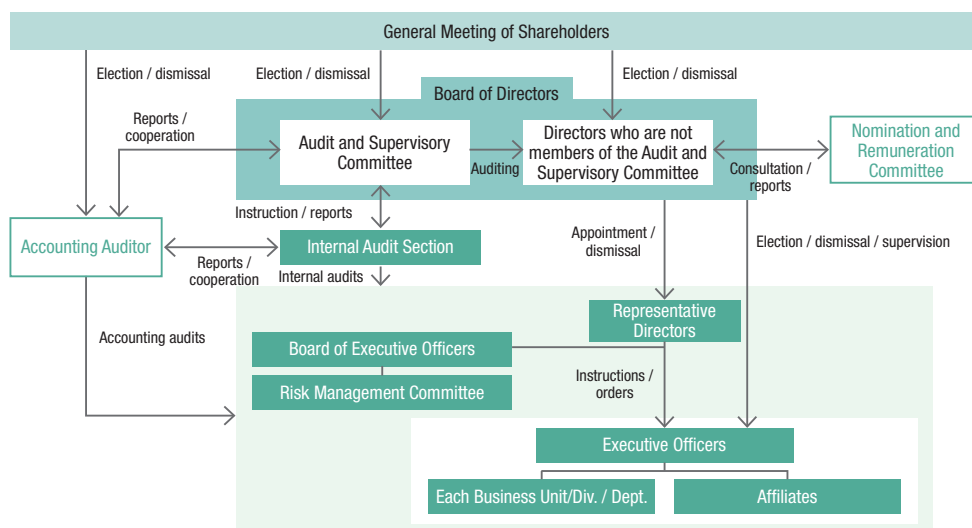 General Meeting of Shareholders
Election / dismissal
Election / dismissal
Election / dismissal
Board of Directors
Reports /
cooperation
Audit and Supervisory
Committee
Auditing
Directors who are not
members of the Audit and
Supervisory Committee
Consultation /
reports
Nomination and
Remuneration
Committee
Instruction / reports
Accounting Auditor
Reports /
cooperation
Internal Audit Section
Internal audits
Appointment /
dismissal
Election / dismissal / supervision
Accounting audits
Representative
Directors
Board of Executive Officers
Risk Management Committee
Instructions /
orders
Executive Officers
Each Business Unit/Div. / Dept.
Affiliates